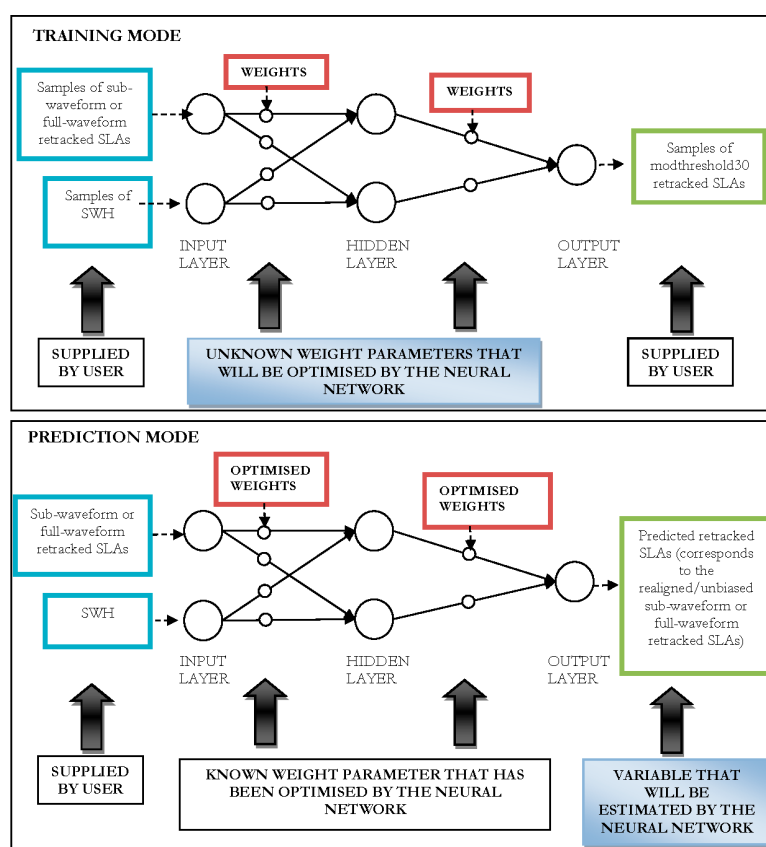 TRAINING MODE
Samples of sub-
waveform or
full-waveform
retracked SLAs
WEIGHTS
WEIGHTS
Samples of
modthreshold30
retracked SLAs
Samples of
SWH
INPUT
LAYER
HIDDEN
LAYER
OUTPUT
LAYER
SUPPLIED
BY USER
UNKNOWN WEIGHT PARAMETERS THAT
WILL BE OPTIMISED BY THE NEURAL
NETWORK
SUPPLIED
BY USER
PREDICTION MODE
Sub-waveform or
full-waveform
retracked SLAs
OPTIMISED
WEIGHTS
OPTIMISED
WEIGHTS
Predicted retracked
SLAs (corresponds
to the
realigned/unbiased
sub-waveform or
full-waveform
retracked SLAs)
SWH
INPUT
LAYER
HIDDEN
LAYER
OUTPUT
LAYER
SUPPLIED
BY USER
KNOWN WEIGHT PARAMETER THAT HAS
BEEN OPTIMISED BY THE NEURAL
NETWORK
VARIABLE THAT
WILL BE
ESTIMATED BY THE
NEURAL NETWORK